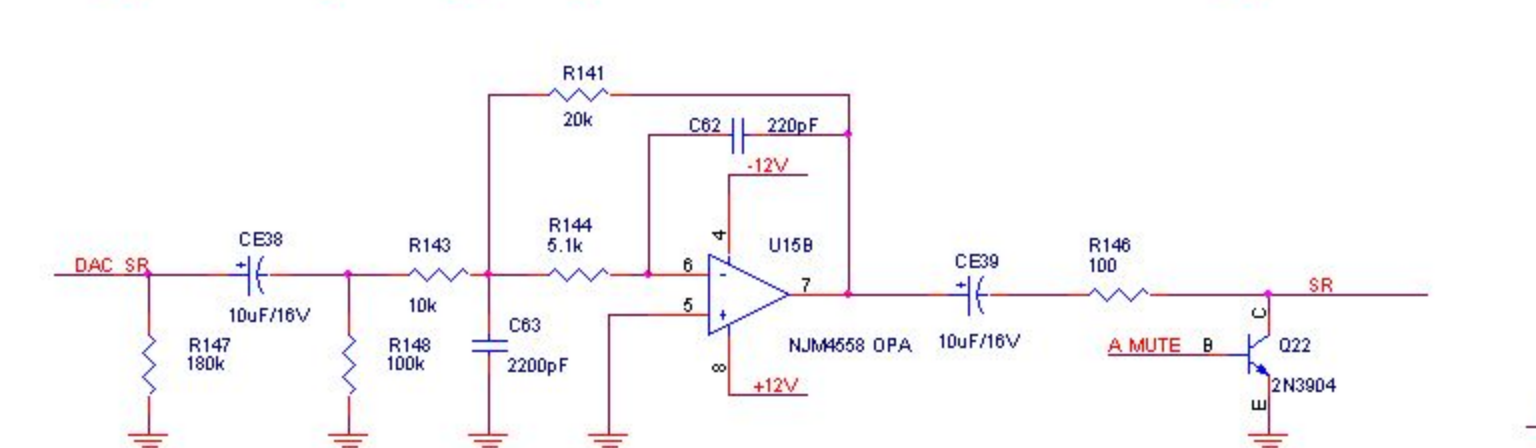 R141
20k
C62 220pF
-12V
4
R144
5.1k
U15B
CE38
R143
DAC SR
6
-
7
CE39
R146
100
SR
10k
10uF/16V
5
+
C63
2200pF
C
R147
180k
R148
100k
NJM4558 OPA
10uF/16V
A MUTE B
Q22
2N3904
8
+12V
E